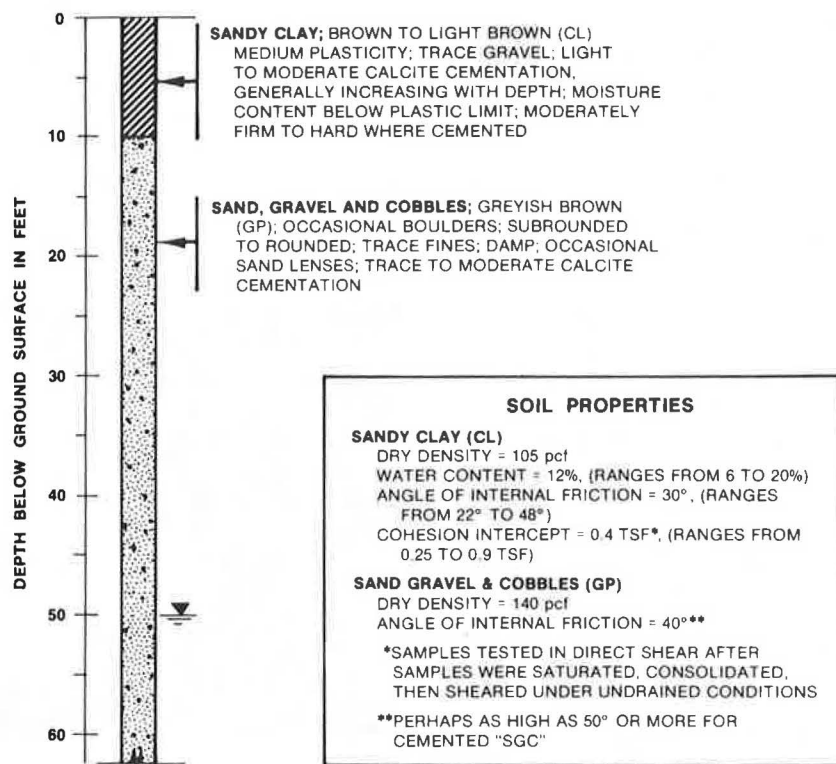 0
10
20
30
40
50
60
DEPTH BELOW GROUND SURFACE IN FEET
SANDY CLAY; BROWN TO LIGHT BROWN (CL)
MEDIUM PLASTICITY; TRACE GRAVEL; LIGHT
TO MODERATE CALCITE CEMENTATION,
GENERALLY INCREASING WITH DEPTH; MOISTURE
CONTENT BELOW PLASTIC LIMIT; MODERATELY
FIRM TO HARD WHERE CEMENTED
SAND, GRAVEL AND COBBLES; GREYISH BROWN
(GP); OCCASIONAL BOULDERS; SUBROUNDED
TO ROUNDED; TRACE FINES; DAMP; OCCASIONAL
SAND LENSES; TRACE TO MODERATE CALCITE
CEMENTATION
SOIL PROPERTIES
SANDY CLAY (CL)
DRY DENSITY = 105 pcf
WATER CONTENT = 12%, (RANGES FROM 6 TO 20%)
ANGLE OF INTERNAL FRICTION = 30°, (RANGES
FROM 22° TO 48°)
COHESION INTERCEPT = 0.4 TSF*, (RANGES FROM
0.25 TO 0.9 TSF)
SAND GRAVEL & COBBLES (GP)
DRY DENSITY = 140 pcf
ANGLE OF INTERNAL FRICTION = 40°**
*SAMPLES TESTED IN DIRECT SHEAR AFTER
SAMPLES WERE SATURATED, CONSOLIDATED,
THEN SHEARED UNDER UNDRAINED CONDITIONS
**PERHAPS AS HIGH AS 50° OR MORE FOR
CEMENTED "SGC"